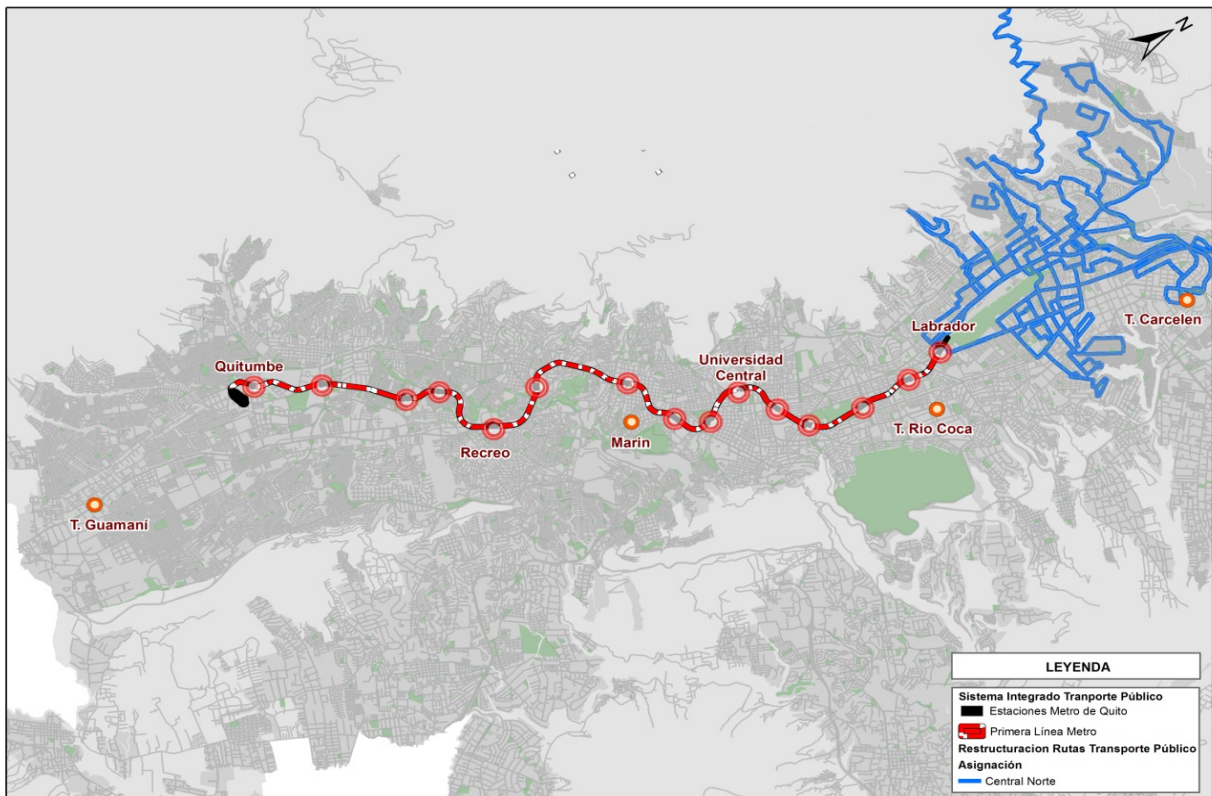 N
T. Carcelen
Labrador
Universidad
Central
Quitumbe
T. Rio Coca
Marin
Recreo
T. Guamaní
LEYENDA
Sistema Integrado Tranporte Público
Estaciones Metro de Quito
Primera Línea Metro
Restructuracion Rutas Transporte Público
Asignación
Central Norte